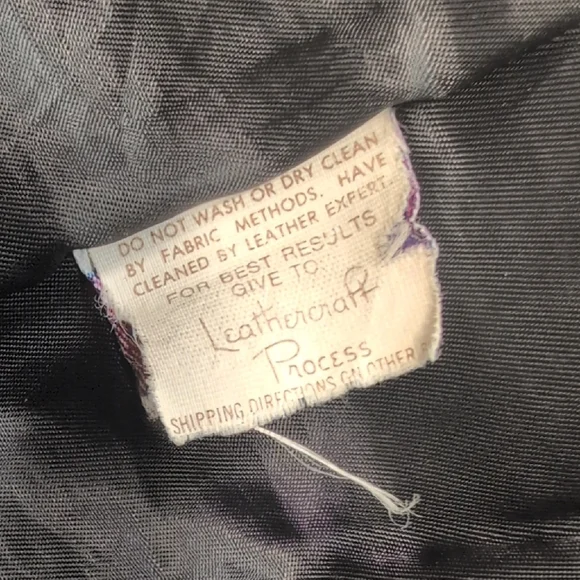 DO NOT WASH OR DRY CLEAN
BY FABRIC METHODS. HAVE
CLEANED BY LEATHER EXPERT.
FOR BEST RESULTS
GIVE TO
Leathercraft
PROCESS
SHIPPING DIRECTIONS ON OTHER